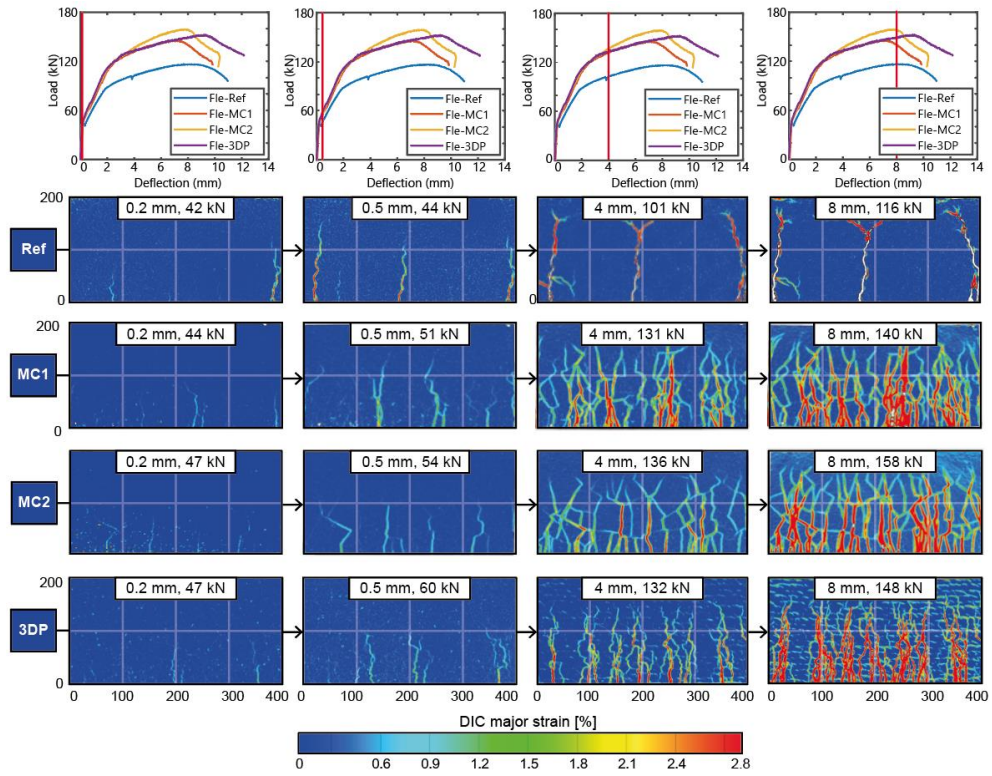 180 180 180 180
Load (kN) Load (kN) Load (kN) Load (kN)
120 120 120 120
60 60 60 60
Fle-Ref Fle-Ref Fle-Ref Fle-Ref
Fle-MC1 Fle-MC1 Fle-MC1 Fle-MC1
Fle-MC2 Fle-MC2 Fle-MC2 Fle-MC2
Fle-3DP Fle-3DP Fle-3DP Fle-3DP
0 0 0 0
0 2 4 6 8 10 12 14 0 2 4 6 8 10 12 14 0 2 4 6 8 10 12 14 0 2 4 6 8 10 12 14
Deflection (mm) Deflection (mm) Deflection (mm) Deflection (mm)
200 0.2 mm, 42 kN 0.5 mm, 44 kN 4 mm, 101 kN 8 mm, 116 kN
Ref
0
200 0.2 mm, 44 kN 0.5 mm, 51 kN 4 mm, 131 kN 8 mm, 140 kN
MC1
0
0.2 mm, 47 kN 0.5 mm, 54 kN 4 mm, 136 kN 8 mm, 158 kN
MC2
200 0.2 mm, 47 kN 0.5 mm, 60 kN 4 mm, 132 kN 8 mm, 148 kN
3DP
0
0 100 200 300 400 0 100 200 300 400 0 100 200 300 400 0 100 200 300 400
DIC major strain [%]
0 0.6 0.9 1.2 1.5 1.8 2.1 2.4 2.8